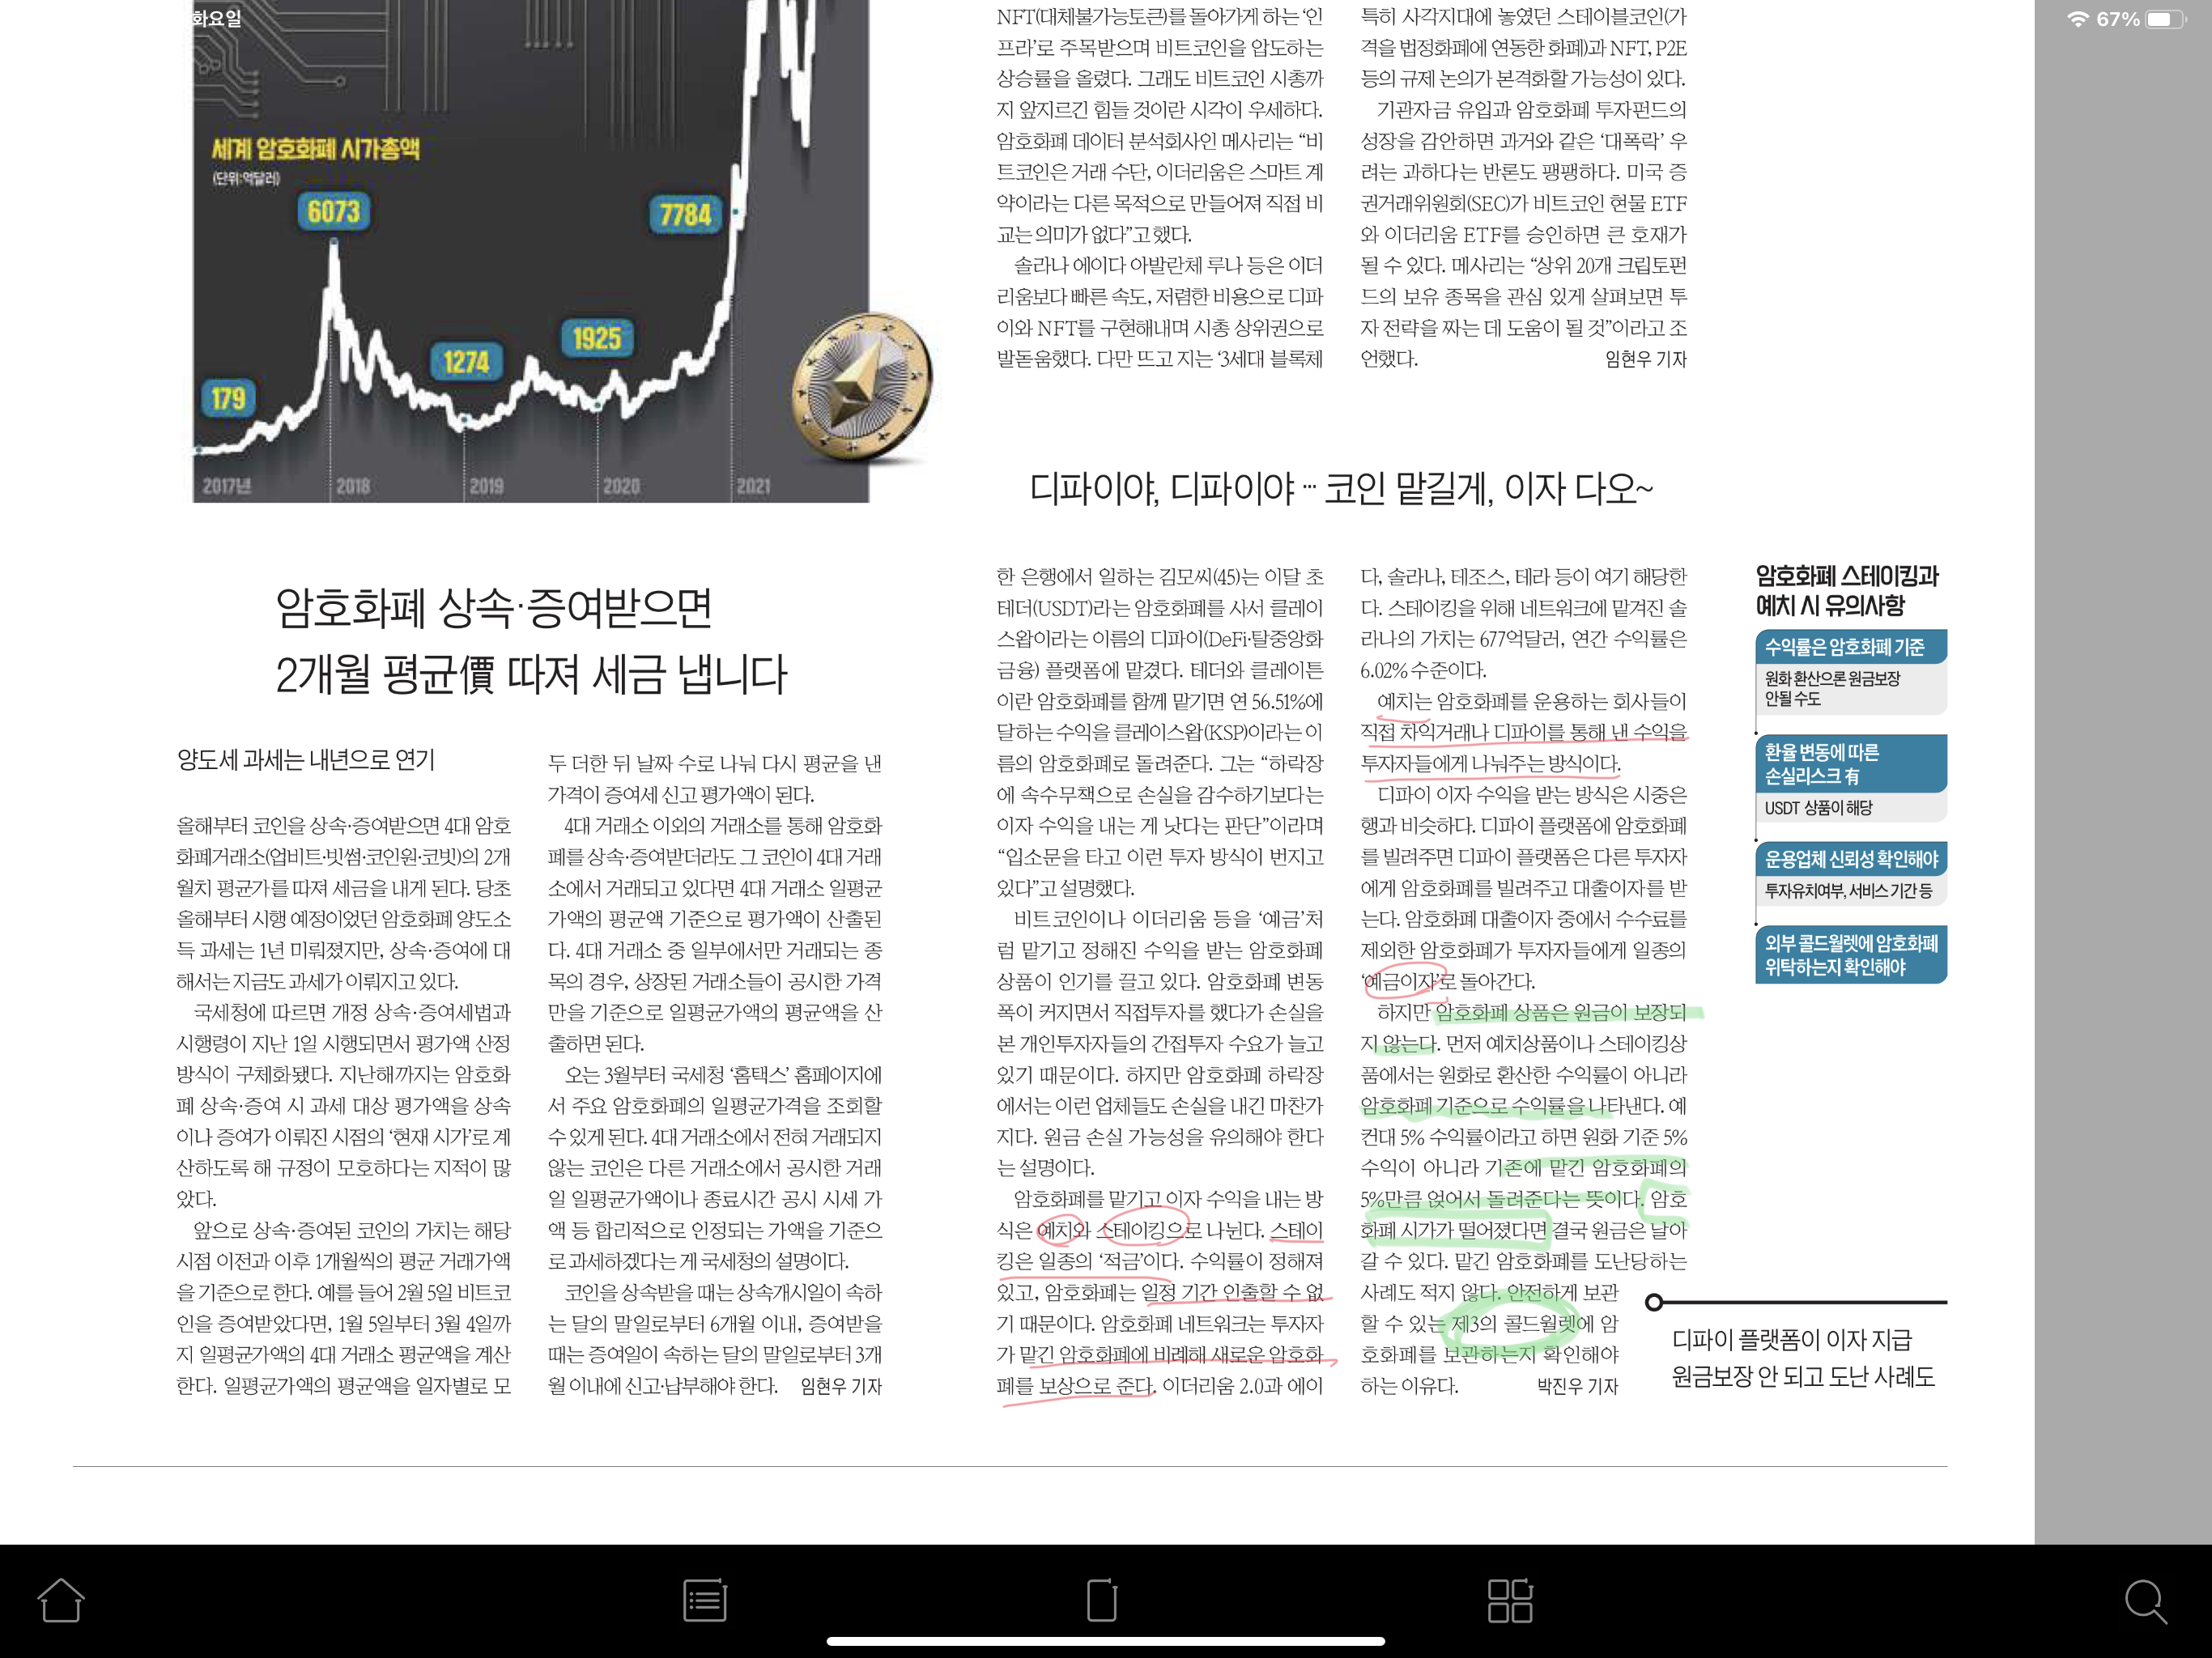 67%
화요일
세계 암호화폐 시가총액
(단위:억달러)
6073
7784
1274
1925
179
2017년
2018
2019
2020
2021
NFT(대체불가능토큰)를 돌아가게 하는 ‘인
프라’로 주목받으며 비트코인을 압도하는
상승률을 올렸다. 그래도 비트코인 시총까
지 앞지르긴 힘들 것이란 시각이 우세하다.
암호화폐 데이터 분석회사인 메사리는 “비
트코인은 거래 수단, 이더리움은 스마트 계
약이라는 다른 목적으로 만들어져 직접 비
교는 의미가 없다”고 했다.
솔라나 에이다 아발란체 루나 등은 이더
리움보다 빠른 속도, 저렴한 비용으로 디파
이와 NFT를 구현해내며 시총 상위권으로
발돋움했다. 다만 뜨고 지는 ‘3세대 블록체
특히 사각지대에 놓였던 스테이블코인(가
격을 법정화폐에 연동한 화폐)과 NFT, P2E
등의 규제 논의가 본격화할 가능성이 있다.
기관자금 유입과 암호화폐 투자펀드의
성장을 감안하면 과거와 같은 ‘대폭락’ 우
려는 과하다는 반론도 팽팽하다. 미국 증
권거래위원회(SEC)가 비트코인 현물 ETF
와 이더리움 ETF를 승인하면 큰 호재가
될 수 있다. 메사리는 “상위 20개 크립토펀
드의 보유 종목을 관심 있게 살펴보면 투
자 전략을 짜는 데 도움이 될 것”이라고 조
언했다. 임현우 기자
암호화폐 상속·증여받으면
2개월 평균價 따져 세금 냅니다
양도세 과세는 내년으로 연기
올해부터 코인을 상속·증여받으면 4대 암호
화폐거래소(업비트·빗썸·코인원·코빗)의 2개
월치 평균가를 따져 세금을 내게 된다. 당초
올해부터 시행 예정이었던 암호화폐 양도소
득 과세는 1년 미뤄졌지만, 상속·증여에 대
해서는 지금도 과세가 이뤄지고 있다.
국세청에 따르면 개정 상속·증여세법과
시행령이 지난 1일 시행되면서 평가액 산정
방식이 구체화됐다. 지난해까지는 암호화
폐 상속·증여 시 과세 대상 평가액을 상속
이나 증여가 이뤄진 시점의 ‘현재 시가’로 계
산하도록 해 규정이 모호하다는 지적이 많
았다.
앞으로 상속·증여된 코인의 가치는 해당
시점 이전과 이후 1개월씩의 평균 거래가액
을 기준으로 한다. 예를 들어 2월 5일 비트코
인을 증여받았다면, 1월 5일부터 3월 4일까
지 일평균가액의 4대 거래소 평균액을 계산
한다. 일평균가액의 평균액을 일자별로 모
두 더한 뒤 날짜 수로 나눠 다시 평균을 낸
가격이 증여세 신고 평가액이 된다.
4대 거래소 이외의 거래소를 통해 암호화
폐를 상속·증여받더라도 그 코인이 4대 거래
소에서 거래되고 있다면 4대 거래소 일평균
가액의 평균액 기준으로 평가액이 산출된
다. 4대 거래소 중 일부에서만 거래되는 종
목의 경우, 상장된 거래소들이 공시한 가격
만을 기준으로 일평균가액의 평균액을 산
출하면 된다.
오는 3월부터 국세청 ‘홈택스’ 홈페이지에
서 주요 암호화폐의 일평균가격을 조회할
수 있게 된다. 4대 거래소에서 전혀 거래되지
않는 코인은 다른 거래소에서 공시한 거래
일 일평균가액이나 종료시간 공시 시세 가
액 등 합리적으로 인정되는 가액을 기준으
로 과세하겠다는 게 국세청의 설명이다.
코인을 상속받을 때는 상속개시일이 속하
는 달의 말일로부터 6개월 이내, 증여받을
때는 증여일이 속하는 달의 말일로부터 3개
월 이내에 신고·납부해야 한다. 임현우 기자
디파이야, 디파이야 … 코인 맡길게, 이자 다오~
한 은행에서 일하는 김모씨(45)는 이달 초
테더(USDT)라는 암호화폐를 사서 클레이
스왑이라는 이름의 디파이(DeFi·탈중앙화
금융) 플랫폼에 맡겼다. 테더와 클레이튼
이란 암호화폐를 함께 맡기면 연 56.51%에
달하는 수익을 클레이스왑(KSP)이라는 이
름의 암호화폐로 돌려준다. 그는 “하락장
에 속수무책으로 손실을 감수하기보다는
이자 수익을 내는 게 낫다는 판단”이라며
“입소문을 타고 이런 투자 방식이 번지고
있다”고 설명했다.
비트코인이나 이더리움 등을 ‘예금’처
럼 맡기고 정해진 수익을 받는 암호화폐
상품이 인기를 끌고 있다. 암호화폐 변동
폭이 커지면서 직접투자를 했다가 손실을
본 개인투자자들의 간접투자 수요가 늘고
있기 때문이다. 하지만 암호화폐 하락장
에서는 이런 업체들도 손실을 내긴 마찬가
지다. 원금 손실 가능성을 유의해야 한다
는 설명이다.
암호화폐를 맡기고 이자 수익을 내는 방
식은 예치와 스테이킹으로 나뉜다. 스테이
킹은 일종의 ‘적금’이다. 수익률이 정해져
있고, 암호화폐는 일정 기간 인출할 수 없
기 때문이다. 암호화폐 네트워크는 투자자
가 맡긴 암호화폐에 비례해 새로운 암호화
폐를 보상으로 준다. 이더리움 2.0과 에이
다, 솔라나, 테조스, 테라 등이 여기 해당한
다. 스테이킹을 위해 네트워크에 맡겨진 솔
라나의 가치는 677억달러, 연간 수익률은
6.02% 수준이다.
예치는 암호화폐를 운용하는 회사들이
직접 차익거래나 디파이를 통해 낸 수익을
투자자들에게 나눠주는 방식이다.
디파이 이자 수익을 받는 방식은 시중은
행과 비슷하다. 디파이 플랫폼에 암호화폐
를 빌려주면 디파이 플랫폼은 다른 투자자
에게 암호화폐를 빌려주고 대출이자를 받
는다. 암호화폐 대출이자 중에서 수수료를
제외한 암호화폐가 투자자들에게 일종의
‘예금이자’로 돌아간다.
하지만 암호화폐 상품은 원금이 보장되
지 않는다. 먼저 예치상품이나 스테이킹상
품에서는 원화로 환산한 수익률이 아니라
암호화폐 기준으로 수익률을 나타낸다. 예
컨대 5% 수익률이라고 하면 원화 기준 5%
수익이 아니라 기존에 맡긴 암호화폐의
5%만큼 얹어서 돌려준다는 뜻이다. 암호
화폐 시가가 떨어졌다면 결국 원금은 날아
갈 수 있다. 맡긴 암호화폐를 도난당하는
사례도 적지 않다. 안전하게 보관
할 수 있는 제3의 콜드월렛에 암
호화폐를 보관하는지 확인해야
하는 이유다. 박진우 기자
암호화폐 스테이킹과
예치 시 유의사항
수익률은 암호화폐 기준
원화 환산으론 원금보장
안될 수도
환율 변동에 따른
손실리스크 有
USDT 상품이 해당
운용업체 신뢰성 확인해야
투자유치여부, 서비스 기간 등
외부 콜드월렛에 암호화폐
위탁하는지 확인해야
디파이 플랫폼이 이자 지급
원금보장 안 되고 도난 사례도